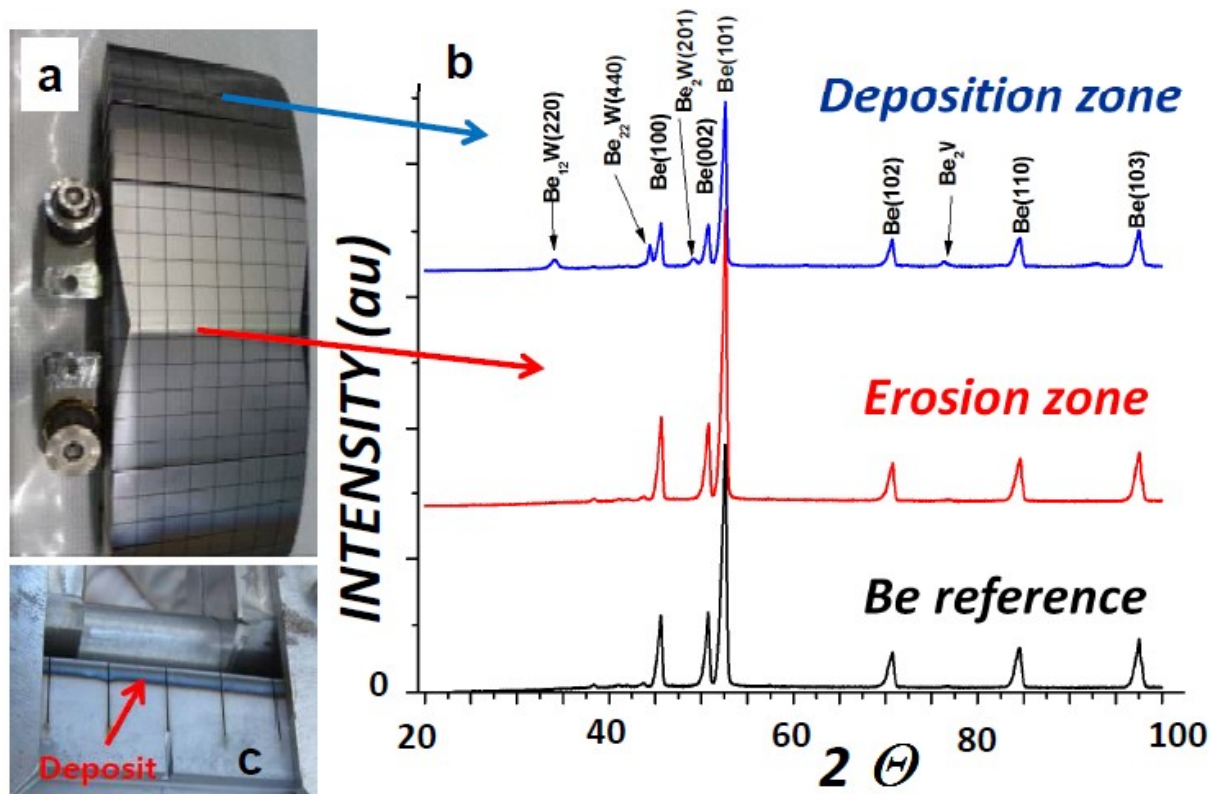 a
b
Be₁₂W(220)
Be₂₂W(440)
Be(100)
Be₂W(201)
Be(002)
Be(101)
Be(102)
Be₂V
Be(110)
Be(103)
Deposition zone
Erosion zone
Be reference
INTENSITY (au)
0
20 40 60 80 100
2 Θ
Deposit
c